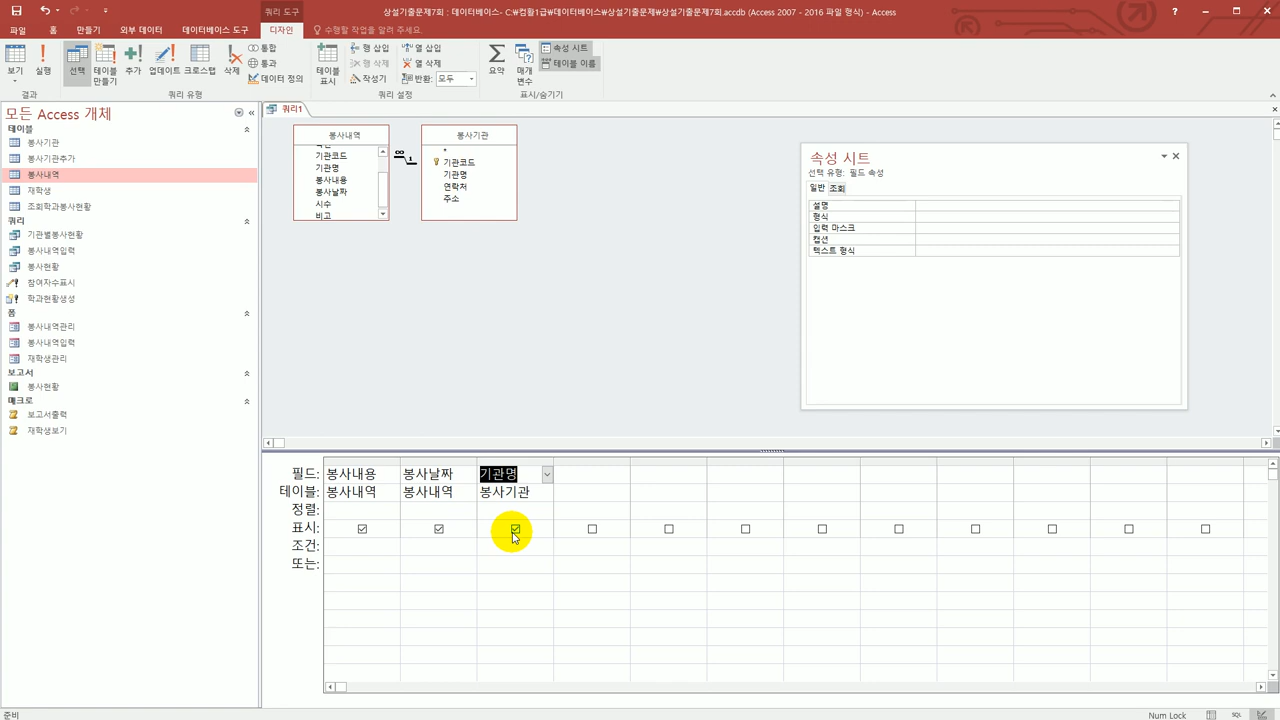 쿼리 도구
상설기출문제7회 : 데이터베이스- C:₩컴활1급₩데이터베이스₩상설기출문제₩상설기출문제7회.accdb (Access 2007 - 2016 파일 형식) - Access
파일 홈 만들기 외부 데이터 데이터베이스 도구 디자인 수행할 작업을 알려 주세요.
보기 실행 선택 테이블 만들기 추가 업데이트 크로스탭 삭제 통합 통과 데이터 정의
테이블 표시 행 삽입 행 삭제 작성기 열 삽입 열 삭제 반환: 모두
요약 매개 변수 속성 시트 테이블 이름
결과 쿼리 유형 쿼리 설정 표시/숨기기
모든 Access 개체
테이블
봉사기관
봉사기관추가
봉사내역
재학생
조회학과봉사현황
쿼리
기관별봉사현황
봉사내역입력
봉사현황
참여자수표시
학과현황생성
폼
봉사내역관리
봉사내역입력
재학생관리
보고서
봉사현황
매크로
보고서출력
재학생보기
쿼리1
봉사내역
기관코드
기관명
봉사내용
봉사날짜
시수
비고
∞ 1
봉사기관
*
기관코드
기관명
연락처
주소
속성 시트
선택 유형: 필드 속성
일반 조회
설명
형식
입력 마스크
캡션
텍스트 형식
필드: 봉사내용 봉사날짜 기관명
테이블: 봉사내역 봉사내역 봉사기관
정렬:
표시:
조건:
또는:
준비
Num Lock
SQL